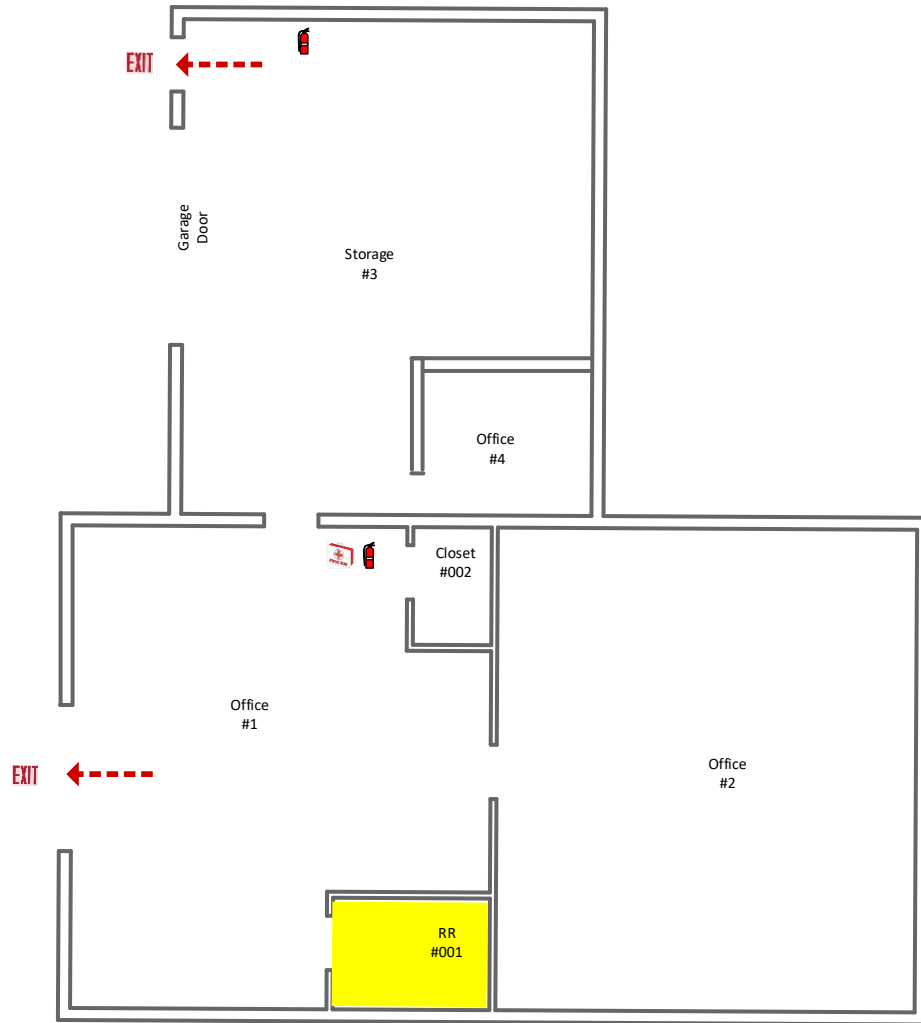 EXIT
Garage
Door
Storage
#3
Office
#4
Closet
#002
Office
#1
Office
#2
EXIT
RR
#001